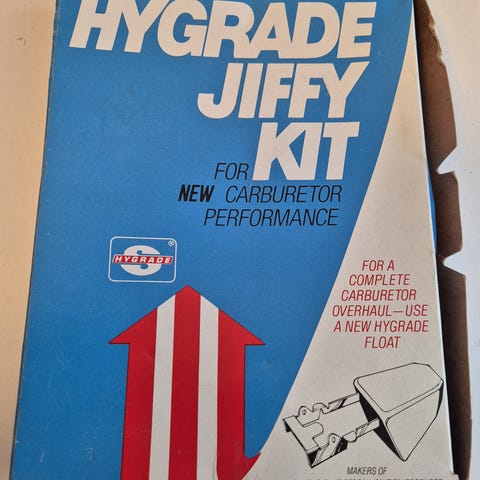 HYGRADE
JIFFY
KIT
FOR
NEW CARBURETOR
PERFORMANCE
S
HYGRADE
®
FOR A
COMPLETE
CARBURETOR
OVERHAUL—USE
A NEW HYGRADE
FLOAT
MAKERS OF